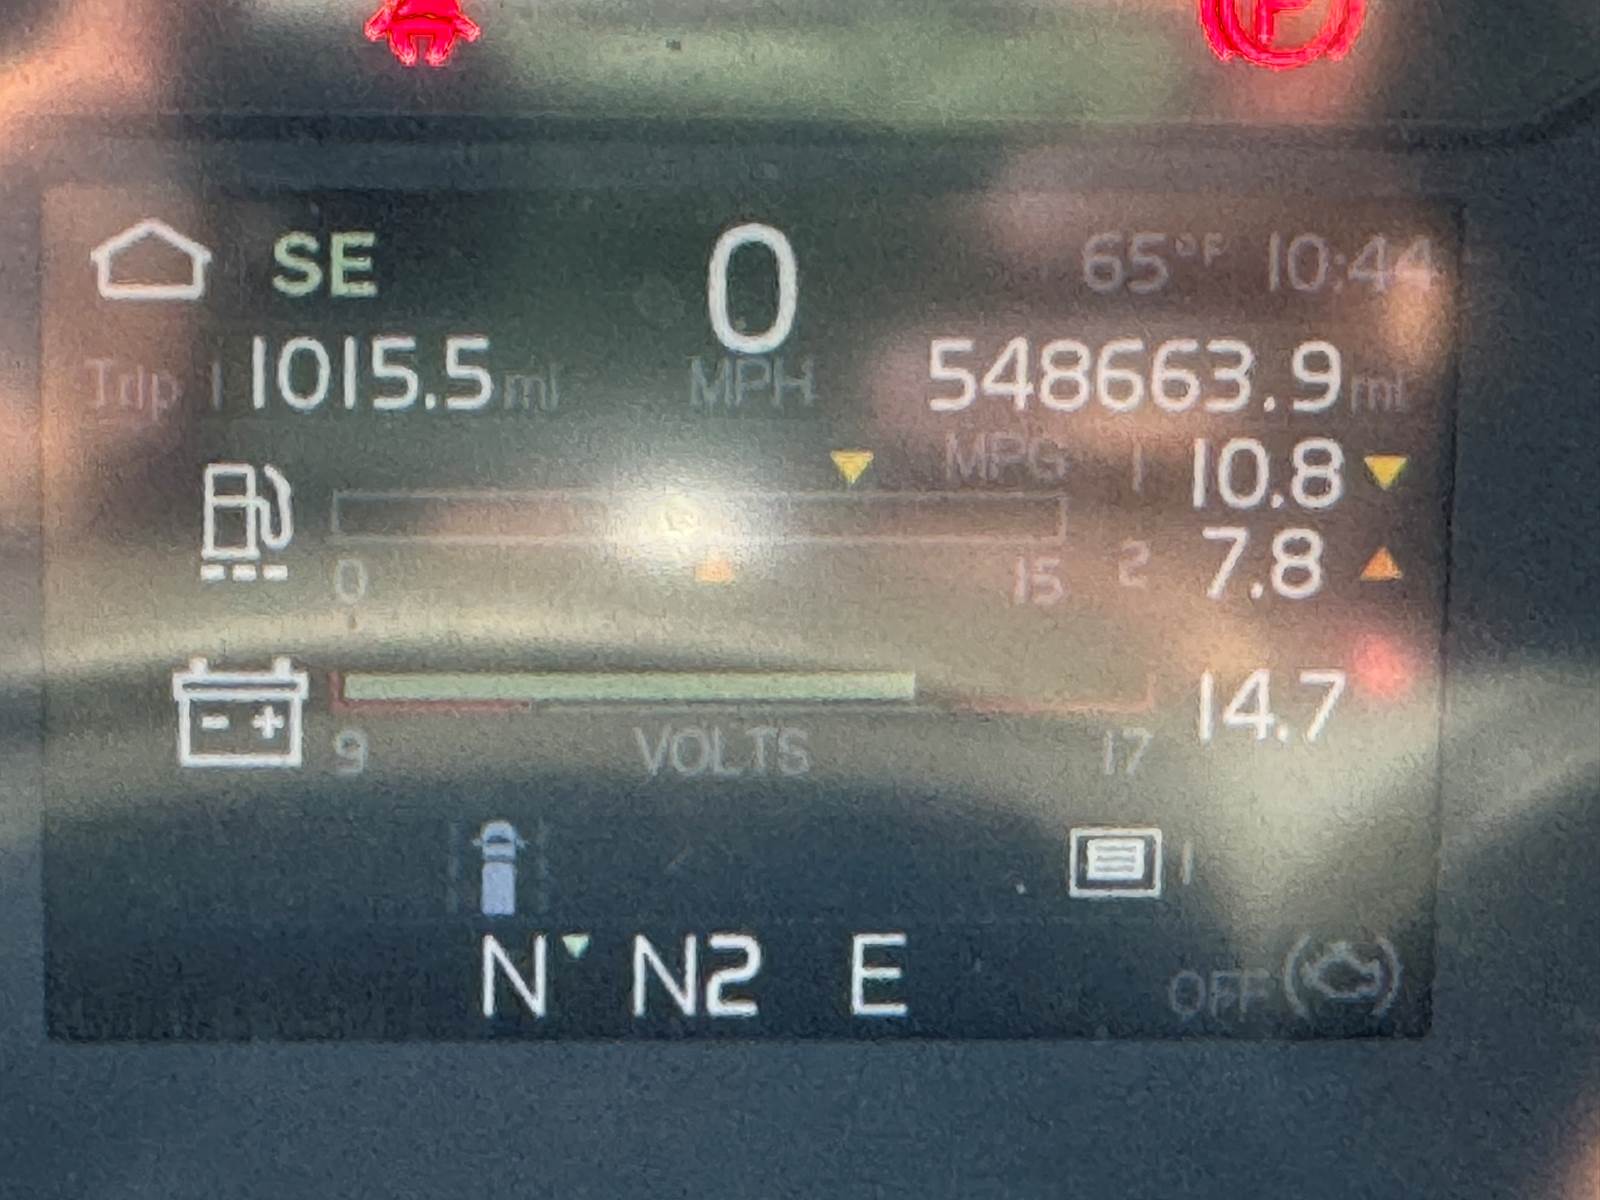 P
SE 0 65°F 10:44
Trip 1 1015.5 mi MPH 548663.9 mi
MPG 1 10.8
0 15 2 7.8
- + 14.7
9 VOLTS 17
1
N N2 E
OFF